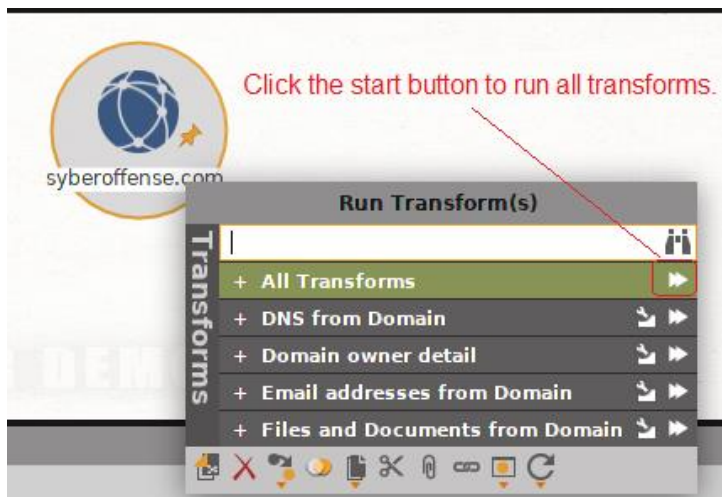 Click the start button to run all transforms.
syberoffense.com
Run Transform(s)
Transforms
+ All Transforms
+ DNS from Domain
+ Domain owner detail
+ Email addresses from Domain
+ Files and Documents from Domain
DEM